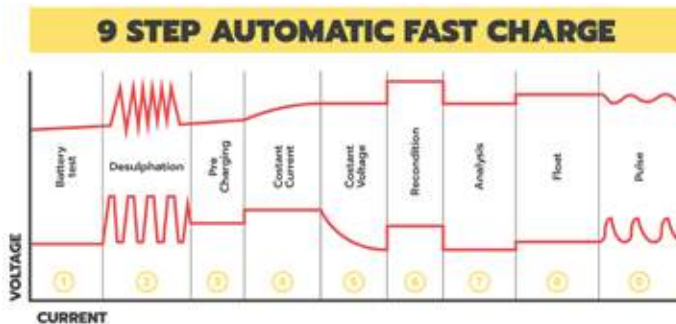 9 STEP AUTOMATIC FAST CHARGE
Battery
test
Desulphation
Pre
Charging
Costant
Current
Costant
Voltage
Recondition
Analysis
Float
Pulse
VOLTAGE
1 2 3 4 5 6 7 8 9
CURRENT